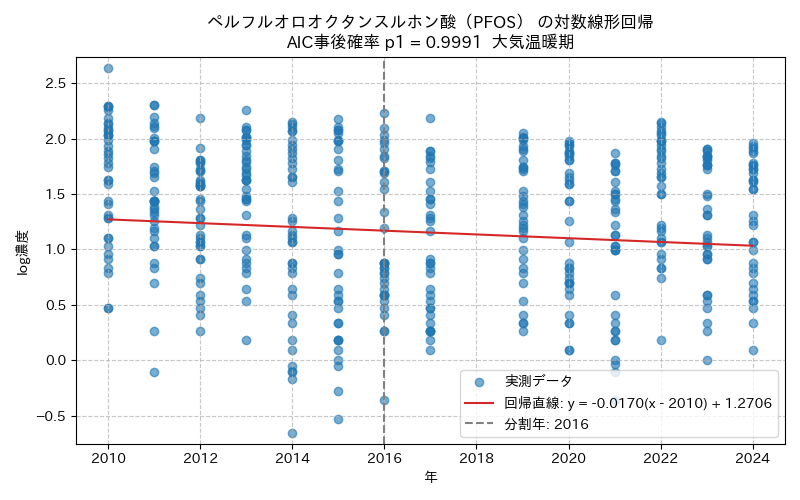 ペルフルオロオクタンスルホン酸（PFOS） の対数線形回帰
AIC事後確率 p1 = 0.9991  大気温暖期
log濃度
2.5
2.0
1.5
1.0
0.5
0.0
−0.5
実測データ
回帰直線: y = -0.0170(x - 2010) + 1.2706
分割年: 2016
2010 2012 2014 2016 2018 2020 2022 2024
年